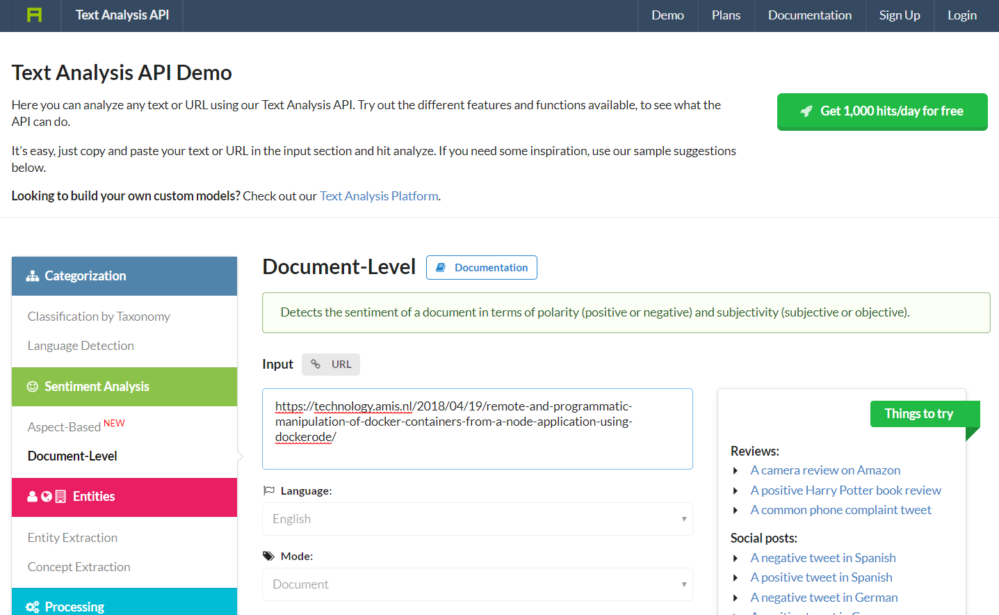 Text Analysis API
Demo
Plans
Documentation
Sign Up
Login
Text Analysis API Demo
Here you can analyze any text or URL using our Text Analysis API. Try out the different features and functions available, to see what the
API can do.
It's easy, just copy and paste your text or URL in the input section and hit analyze. If you need some inspiration, use our sample suggestions
below.
Looking to build your own custom models? Check out our Text Analysis Platform.
Get 1,000 hits/day for free
Categorization
Classification by Taxonomy
Language Detection
Sentiment Analysis
Aspect-Based NEW
Document-Level
Entities
Entity Extraction
Concept Extraction
Processing
Document-Level
Documentation
Detects the sentiment of a document in terms of polarity (positive or negative) and subjectivity (subjective or objective).
Input
URL
https://technology.amis.nl/2018/04/19/remote-and-programmatic-
manipulation-of-docker-containers-from-a-node-application-using-
dockerode/
Language:
English
Mode:
Document
Things to try
Reviews:
A camera review on Amazon
A positive Harry Potter book review
A common phone complaint tweet
Social posts:
A negative tweet in Spanish
A positive tweet in Spanish
A negative tweet in German